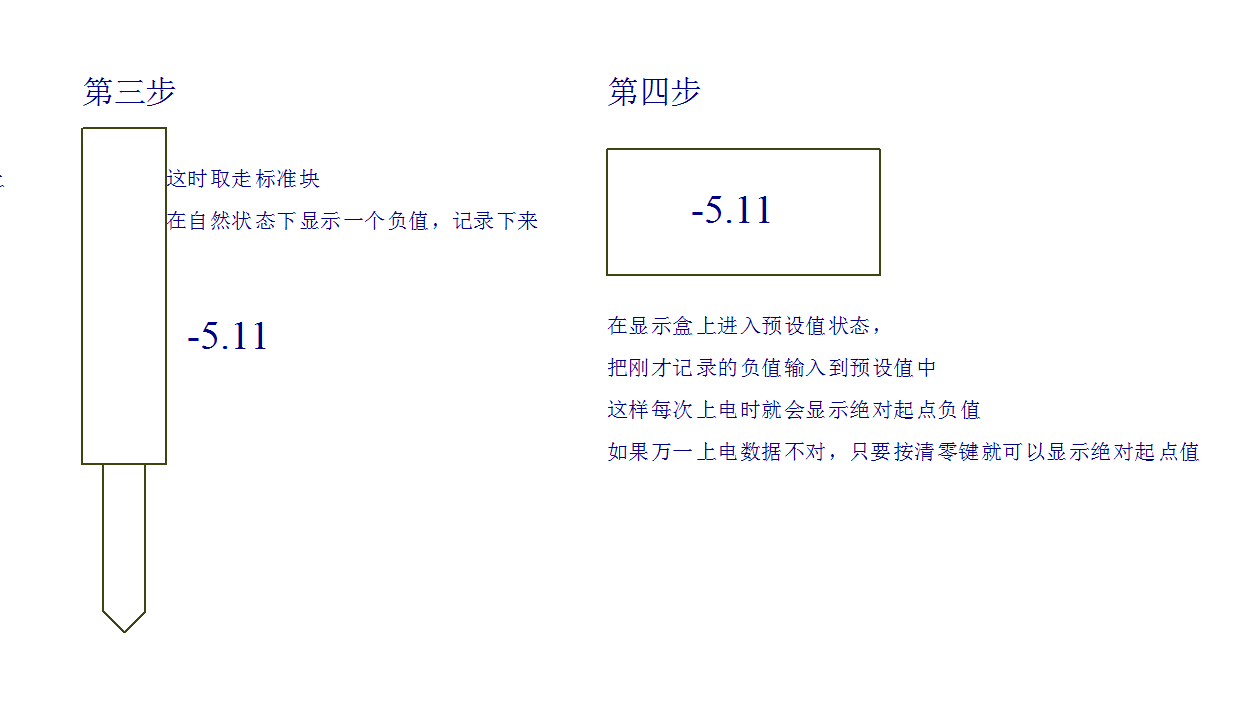 第三步
这时取走标准块
在自然状态下显示一个负值，记录下来
-5.11
第四步
-5.11
在显示盒上进入预设值状态，
把刚才记录的负值输入到预设值中
这样每次上电时就会显示绝对起点负值
如果万一上电数据不对，只要按清零键就可以显示绝对起点值